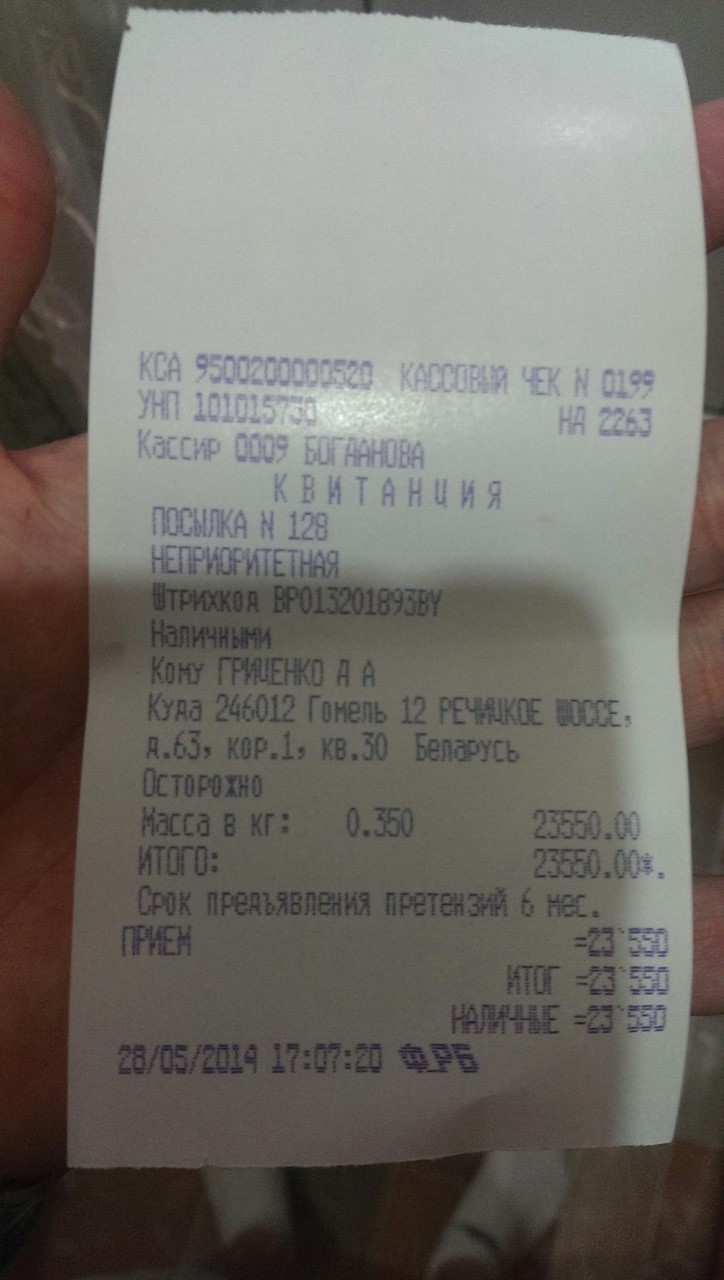 КСА 9500200000520 КАССОВЫЙ ЧЕК N 0199
УНП 101015730 НД 2263
Кассир 0009 БОГДАНОВА
КВИТАНЦИЯ
ПОСЫЛКА N 128
НЕПРИОРИТЕТНАЯ
Штрихкод BP013201893BY
Наличными
Кому ГРИЦЕНКО Д А
Куда 246012 Гомель 12 РЕЧИЦКОЕ ШОССЕ,
д.63, кор.1, кв.30 Беларусь
Осторожно
Масса в кг: 0.350 23550.00
ИТОГО: 23550.00*.
Срок предъявления претензий 6 мес.
ПРИЕМ =23`550
ИТОГ =23`550
НАЛИЧНЫЕ =23`550
28/05/2014 17:07:20 ФРБ